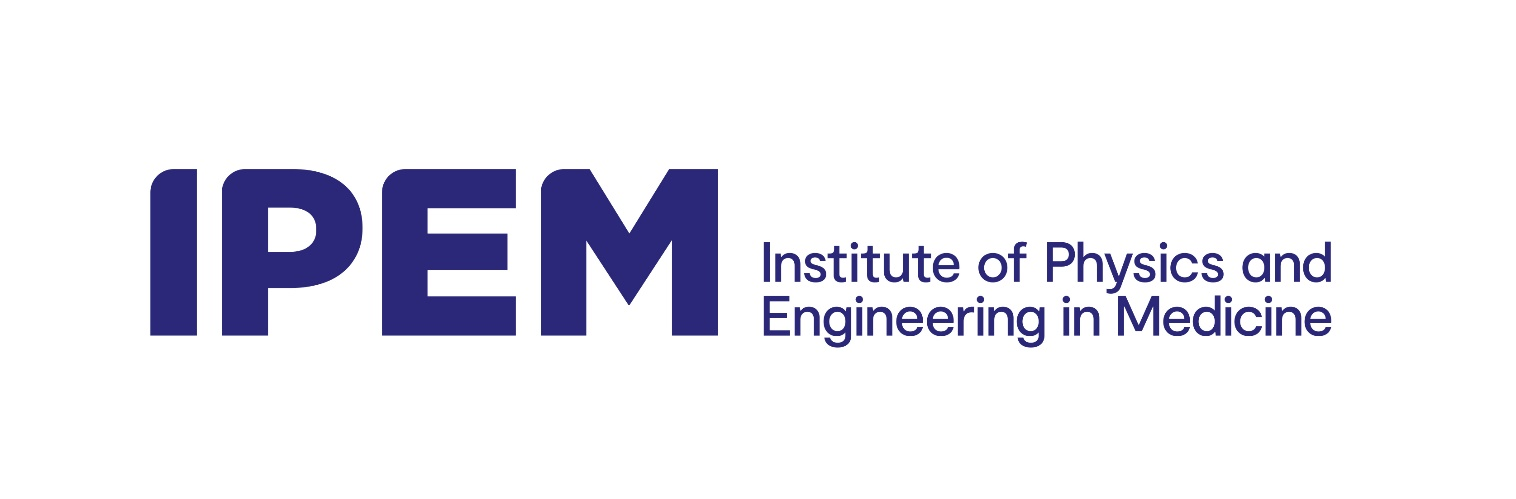 IPEM
Institute of Physics and
Engineering in Medicine